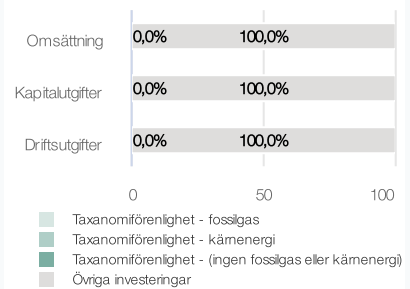 Omsättning 0,0% 100,0%
Kapitalutgifter 0,0% 100,0%
Driftsutgifter 0,0% 100,0%
0 50 100
Taxanomiförenlighet - fossilgas
Taxanomiförenlighet - kärnenergi
Taxanomiförenlighet - (ingen fossilgas eller kärnenergi)
Övriga investeringar